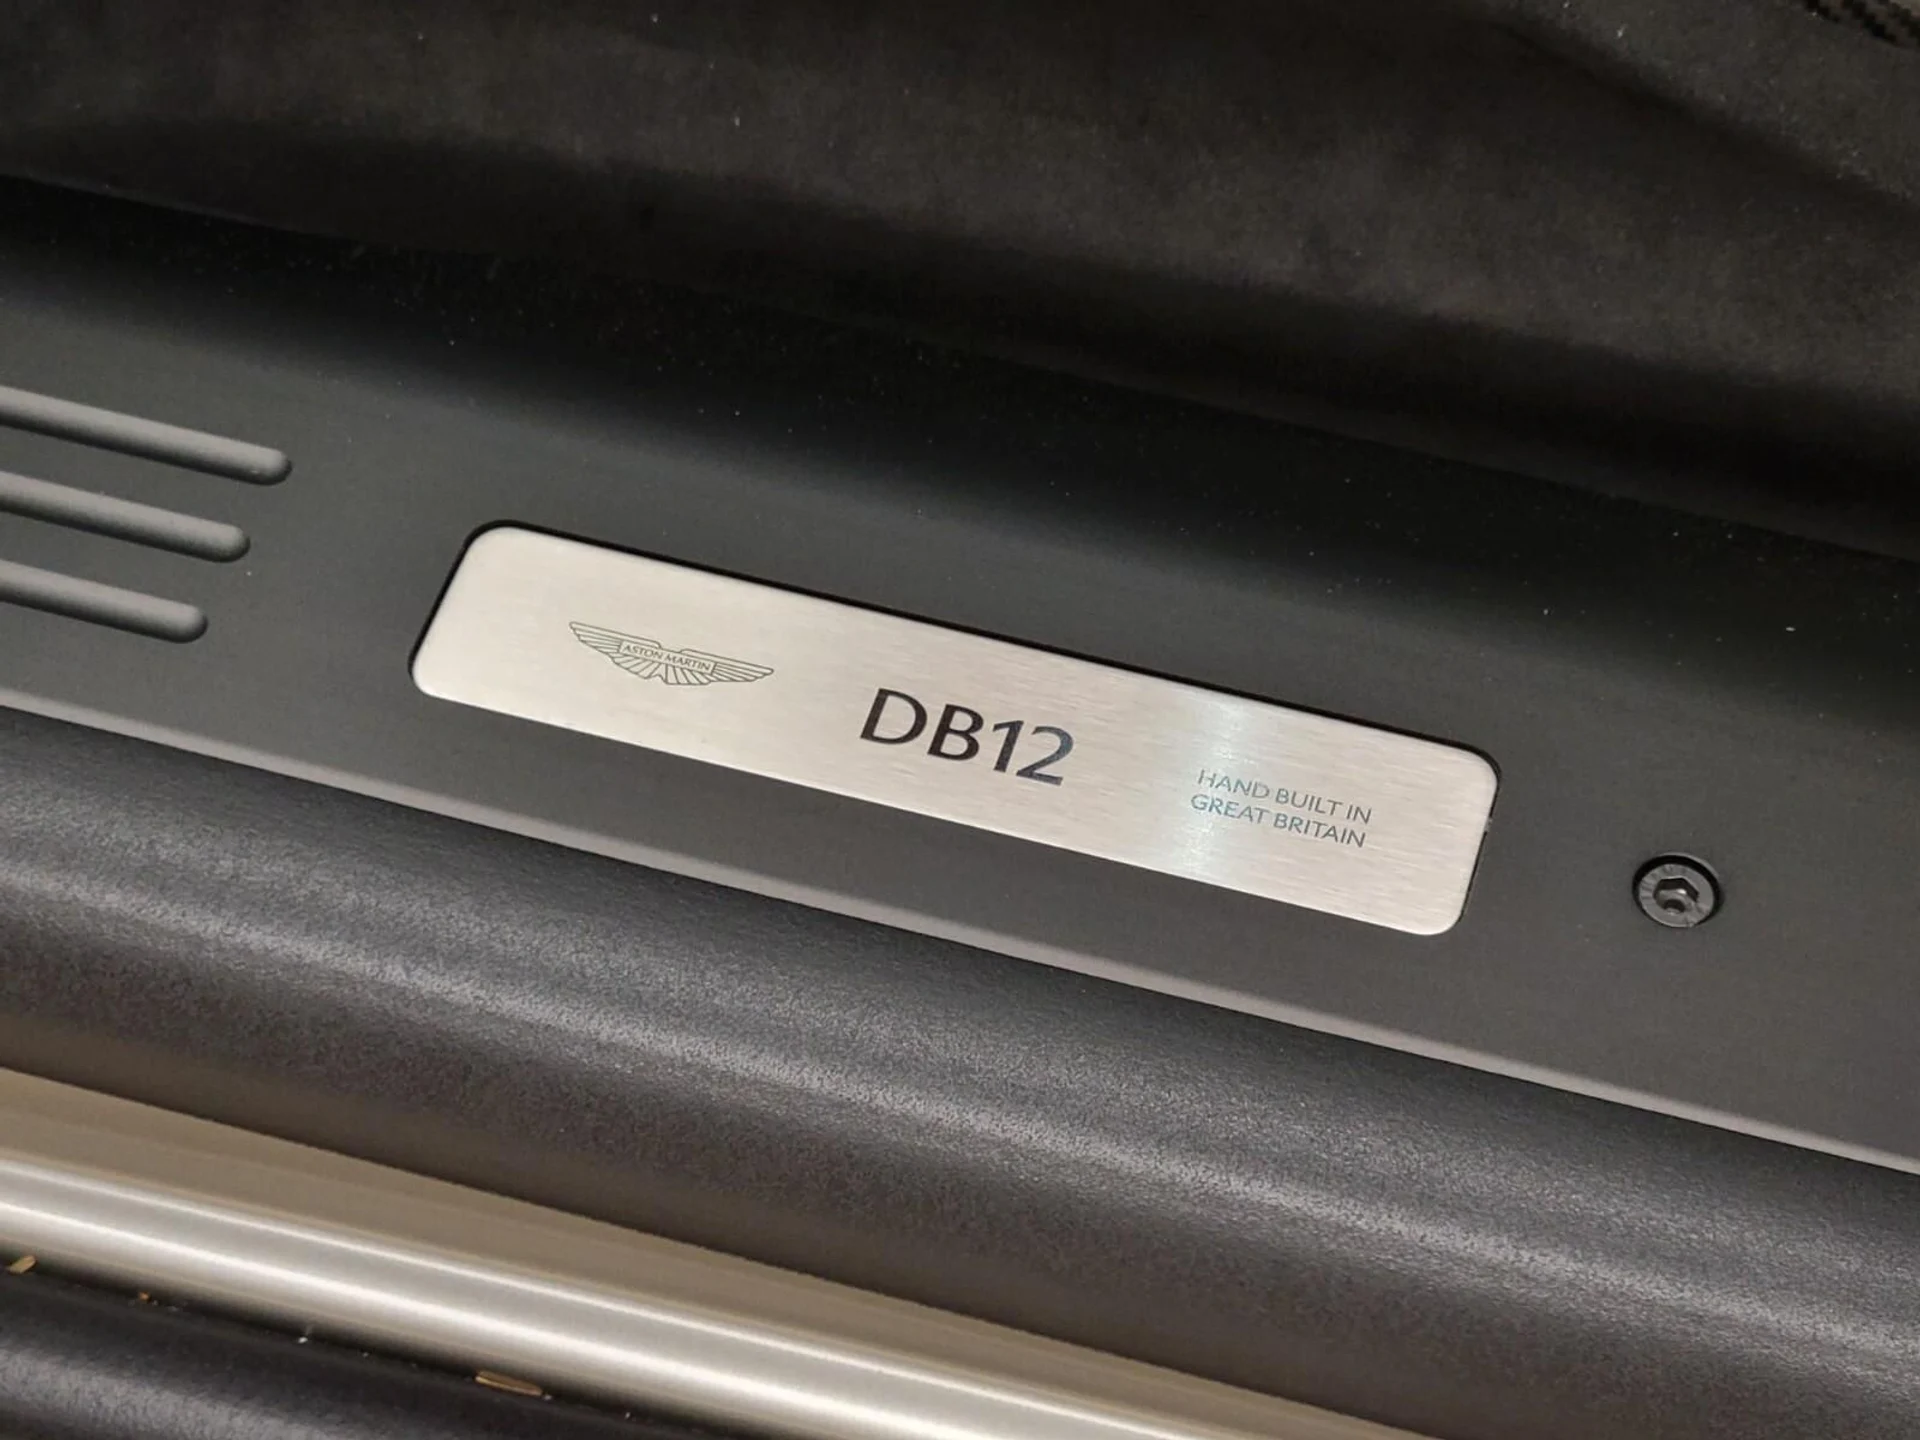 ASTON MARTIN
DB12
HAND BUILT IN
GREAT BRITAIN